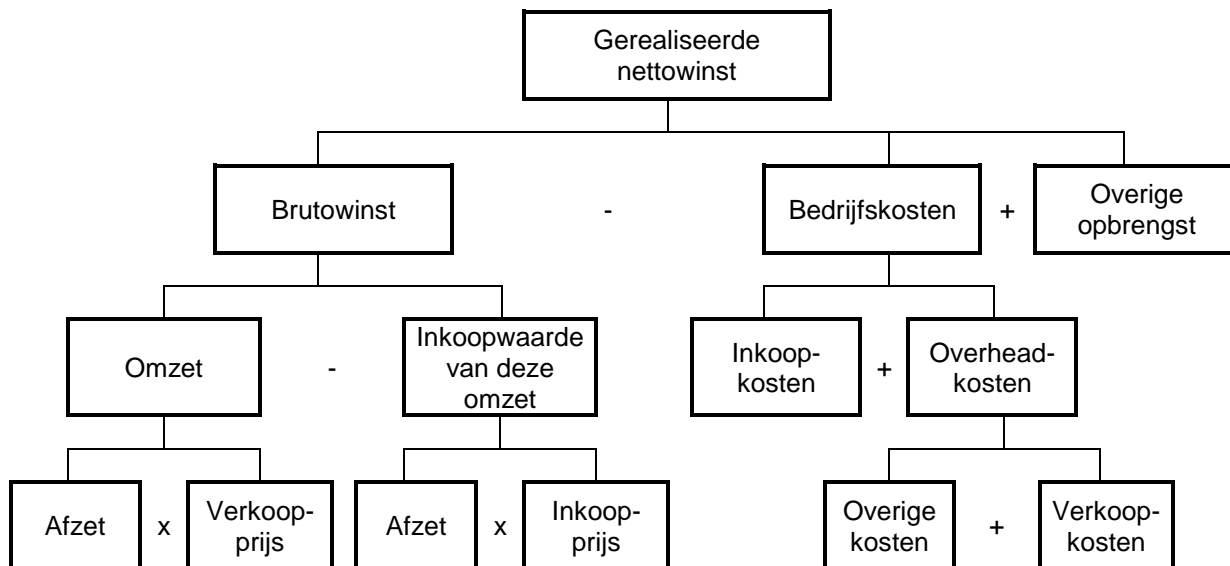 Gerealiseerde
nettowinst
Brutowinst
-
Bedrijfskosten
+
Overige
opbrengst
Omzet
-
Inkoopwaarde
van deze
omzet
Inkoop-
kosten
+
Overhead-
kosten
Afzet
x
Verkoop-
prijs
Afzet
x
Inkoop-
prijs
Overige
kosten
+
Verkoop-
kosten